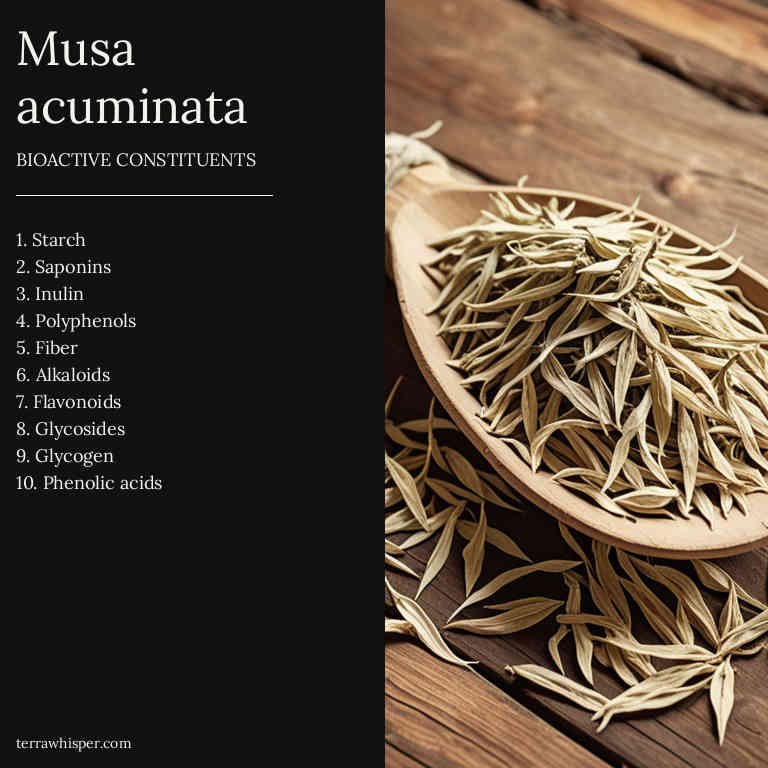 Musa
acuminata
BIOACTIVE CONSTITUENTS
1. Starch
2. Saponins
3. Inulin
4. Polyphenols
5. Fiber
6. Alkaloids
7. Flavonoids
8. Glycosides
9. Glycogen
10. Phenolic acids
terrawhisper.com